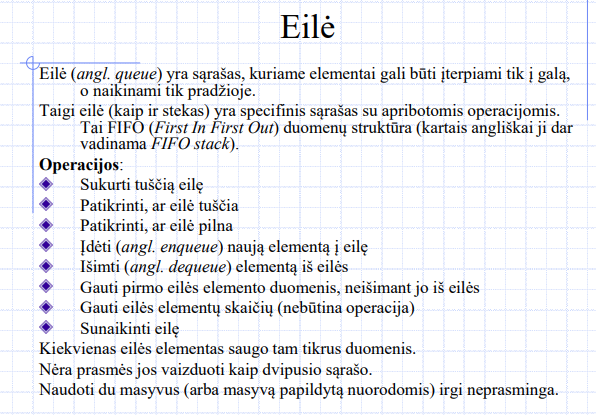 Eilė
Eilė (angl. queue) yra sąrašas, kuriame elementai gali būti įterpiami tik į galą,
o naikinami tik pradžioje.
Taigi eilė (kaip ir stekas) yra specifinis sąrašas su apribotomis operacijomis.
Tai FIFO (First In First Out) duomenų struktūra (kartais angliškai ji dar
vadinama FIFO stack).
Operacijos:
Sukurti tuščią eilę
Patikrinti, ar eilė tuščia
Patikrinti, ar eilė pilna
Įdėti (angl. enqueue) naują elementą į eilę
Išimti (angl. dequeue) elementą iš eilės
Gauti pirmo eilės elemento duomenis, neišimant jo iš eilės
Gauti eilės elementų skaičių (nebūtina operacija)
Sunaikinti eilę
Kiekvienas eilės elementas saugo tam tikrus duomenis.
Nėra prasmės jos vaizduoti kaip dvipusio sąrašo.
Naudoti du masyvus (arba masyvą papildytą nuorodomis) irgi neprasminga.